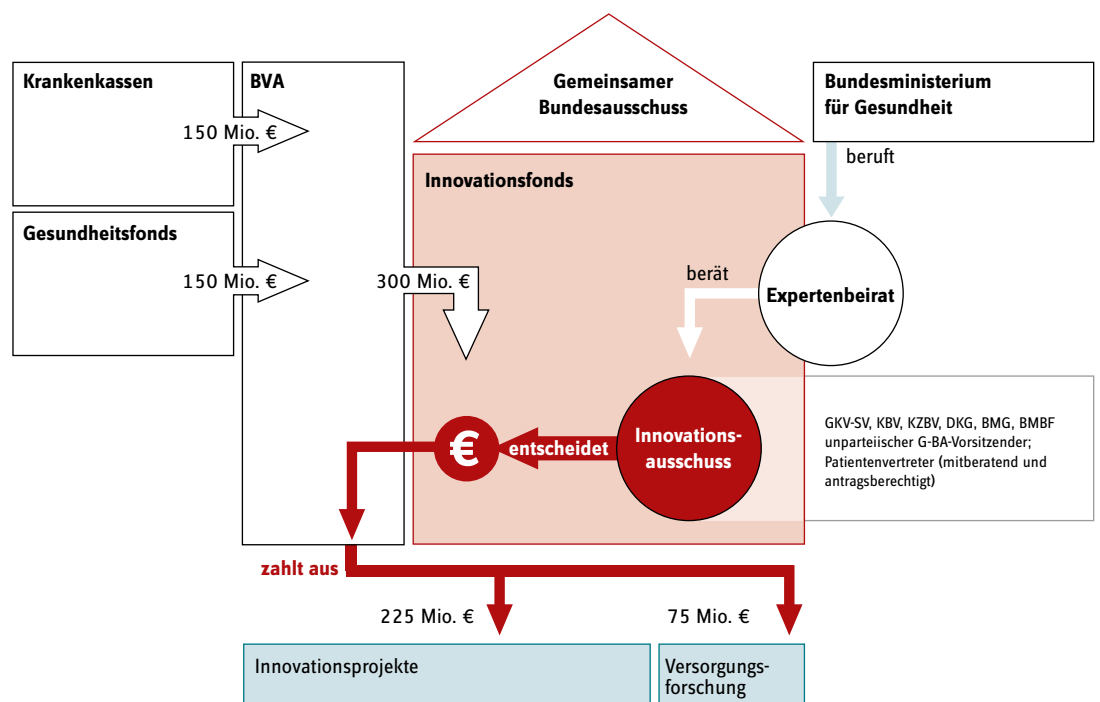 Krankenkassen
150 Mio. €
Gesundheitsfonds
150 Mio. €
BVA
300 Mio. €
Gemeinsamer
Bundesausschuss
Innovationsfonds
Bundesministerium
für Gesundheit
beruft
Expertenbeirat
berät
Innovations-
ausschuss
entscheidet
€
GKV-SV, KBV, KZBV, DKG, BMG, BMBF
unparteiischer G-BA-Vorsitzender;
Patientenvertreter (mitberatend und
antragsberechtigt)
zahlt aus
225 Mio. €
75 Mio. €
Innovationsprojekte
Versorgungs-
forschung